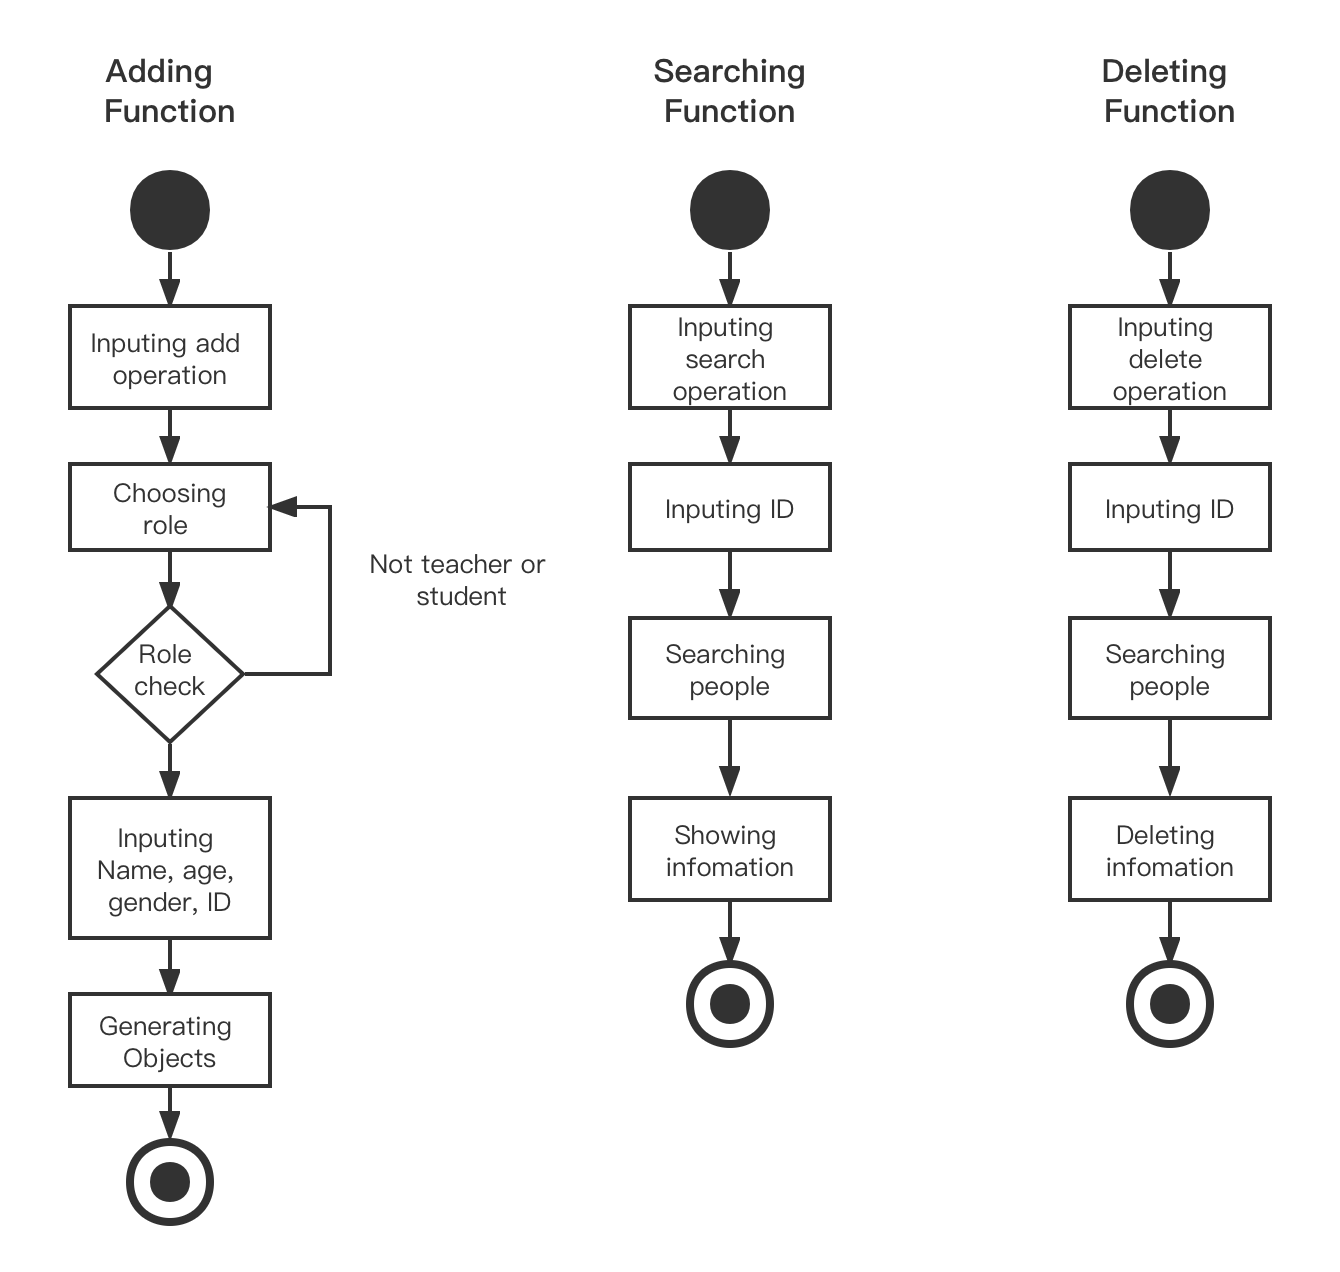 Adding
Function
Inputing add
operation
Choosing
role
Not teacher or
student
Role
check
Inputing
Name, age,
gender, ID
Generating
Objects
Searching
Function
Inputing
search
operation
Inputing ID
Searching
people
Showing
infomation
Deleting
Function
Inputing
delete
operation
Inputing ID
Searching
people
Deleting
infomation